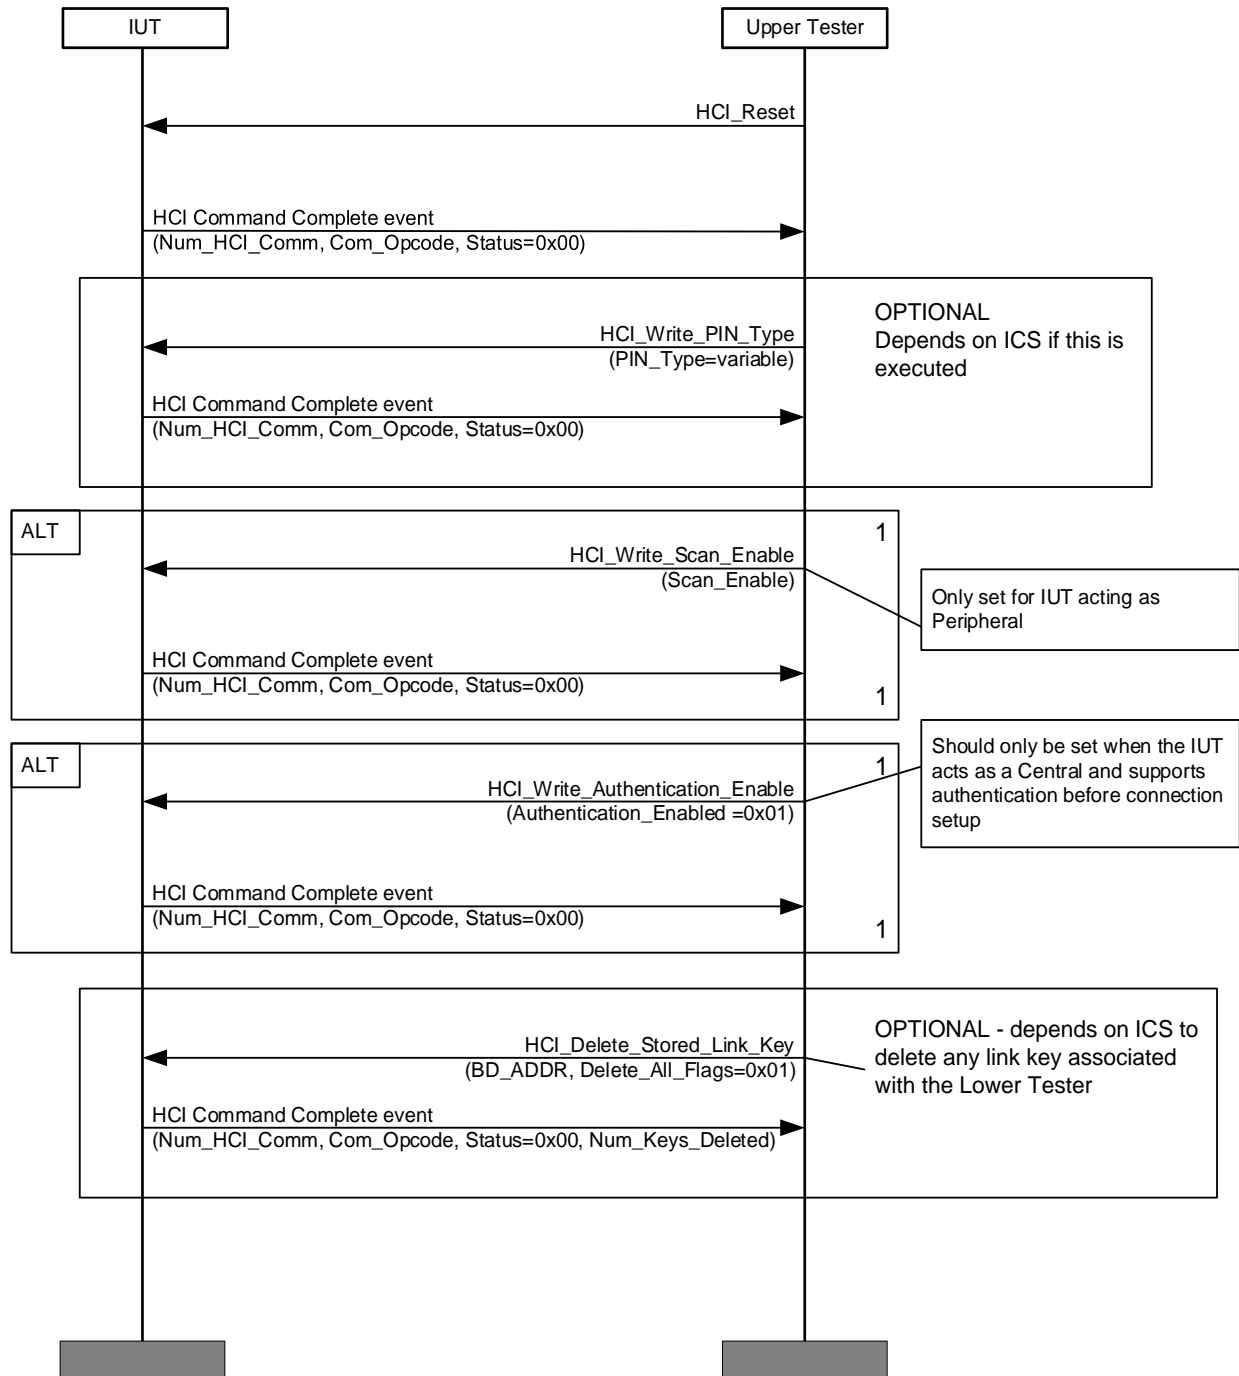 IUT
Upper Tester
HCI_Reset
HCI Command Complete event
(Num_HCI_Comm, Com_Opcode, Status=0x00)
OPTIONAL
Depends on ICS if this is
executed
HCI_Write_PIN_Type
(PIN_Type=variable)
HCI Command Complete event
(Num_HCI_Comm, Com_Opcode, Status=0x00)
ALT
1
HCI_Write_Scan_Enable
(Scan_Enable)
Only set for IUT acting as
Peripheral
HCI Command Complete event
(Num_HCI_Comm, Com_Opcode, Status=0x00)
1
ALT
1
HCI_Write_Authentication_Enable
(Authentication_Enabled =0x01)
Should only be set when the IUT
acts as a Central and supports
authentication before connection
setup
HCI Command Complete event
(Num_HCI_Comm, Com_Opcode, Status=0x00)
1
HCI_Delete_Stored_Link_Key
(BD_ADDR, Delete_All_Flags=0x01)
OPTIONAL - depends on ICS to
delete any link key associated
with the Lower Tester
HCI Command Complete event
(Num_HCI_Comm, Com_Opcode, Status=0x00, Num_Keys_Deleted)